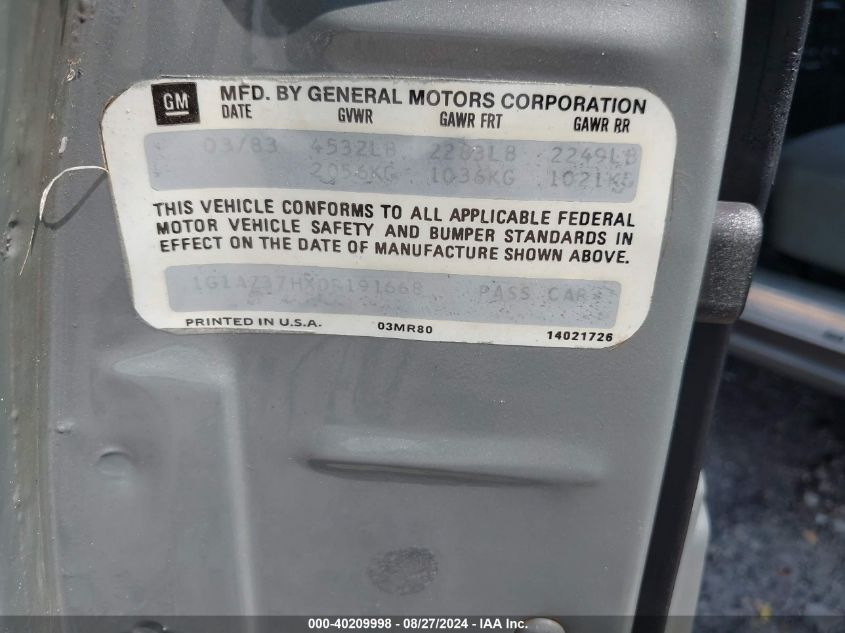 GM MFD. BY GENERAL MOTORS CORPORATION
DATE GVWR GAWR FRT GAWR RR
03/83 4532LB 2283LB 2249LB
2056KG 1036KG 1021KG
THIS VEHICLE CONFORMS TO ALL APPLICABLE FEDERAL
MOTOR VEHICLE SAFETY AND BUMPER STANDARDS IN
EFFECT ON THE DATE OF MANUFACTURE SHOWN ABOVE.
1G1AZ37HXDR191668 PASS CAR
PRINTED IN U.S.A. 03MR80 14021726
000-40209998 - 08/27/2024 - IAA Inc.